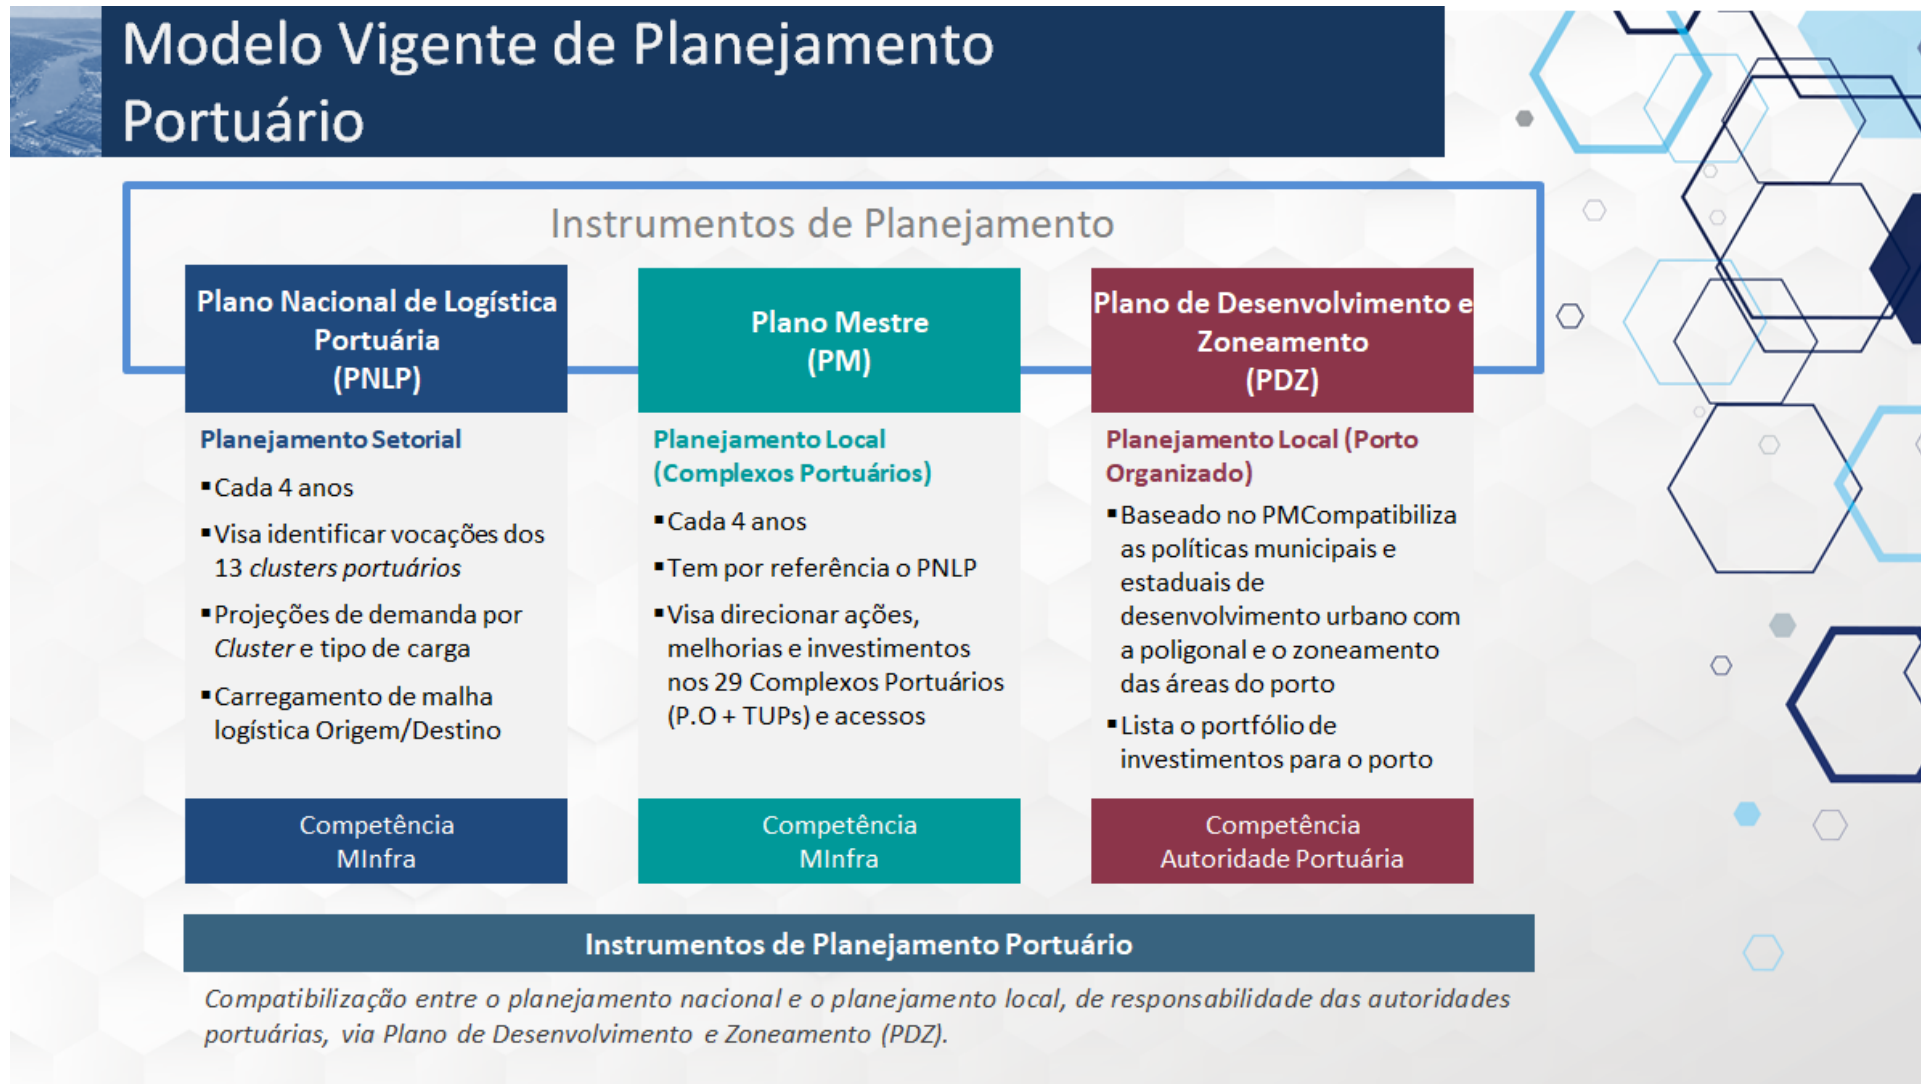 Modelo Vigente de Planejamento
Portuário
Instrumentos de Planejamento
Plano Nacional de Logística
Portuária
(PNLP)
Planejamento Setorial
▪Cada 4 anos
▪Visa identificar vocações dos
13 clusters portuários
▪Projeções de demanda por
Cluster e tipo de carga
▪Carregamento de malha
logística Origem/Destino
Competência
MInfra
Plano Mestre
(PM)
Planejamento Local
(Complexos Portuários)
▪Cada 4 anos
▪Tem por referência o PNLP
▪Visa direcionar ações,
melhorias e investimentos
nos 29 Complexos Portuários
(P.O + TUPs) e acessos
Competência
MInfra
Plano de Desenvolvimento e
Zoneamento
(PDZ)
Planejamento Local (Porto
Organizado)
▪Baseado no PMCompatibiliza
as políticas municipais e
estaduais de
desenvolvimento urbano com
a poligonal e o zoneamento
das áreas do porto
▪Lista o portfólio de
investimentos para o porto
Competência
Autoridade Portuária
Instrumentos de Planejamento Portuário
Compatibilização entre o planejamento nacional e o planejamento local, de responsabilidade das autoridades
portuárias, via Plano de Desenvolvimento e Zoneamento (PDZ).